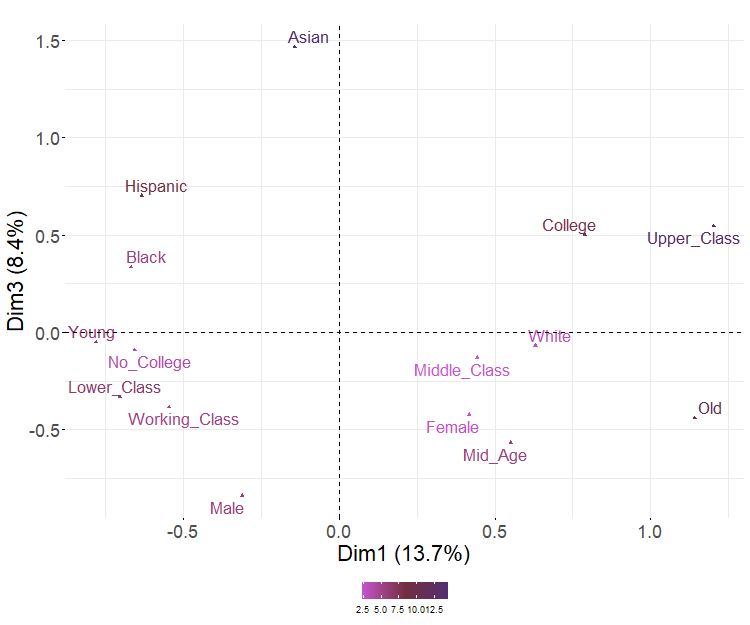 Asian
1.5
1.0
Hispanic
College
0.5
Upper_Class
Black
Dim3 (8.4%)
Young
White
0.0
No_College
Middle_Class
Lower_Class
Old
Working_Class
Female
-0.5
Mid_Age
Male
-0.5 0.0 0.5 1.0
Dim1 (13.7%)
2.5 5.0 7.5 10.0 12.5